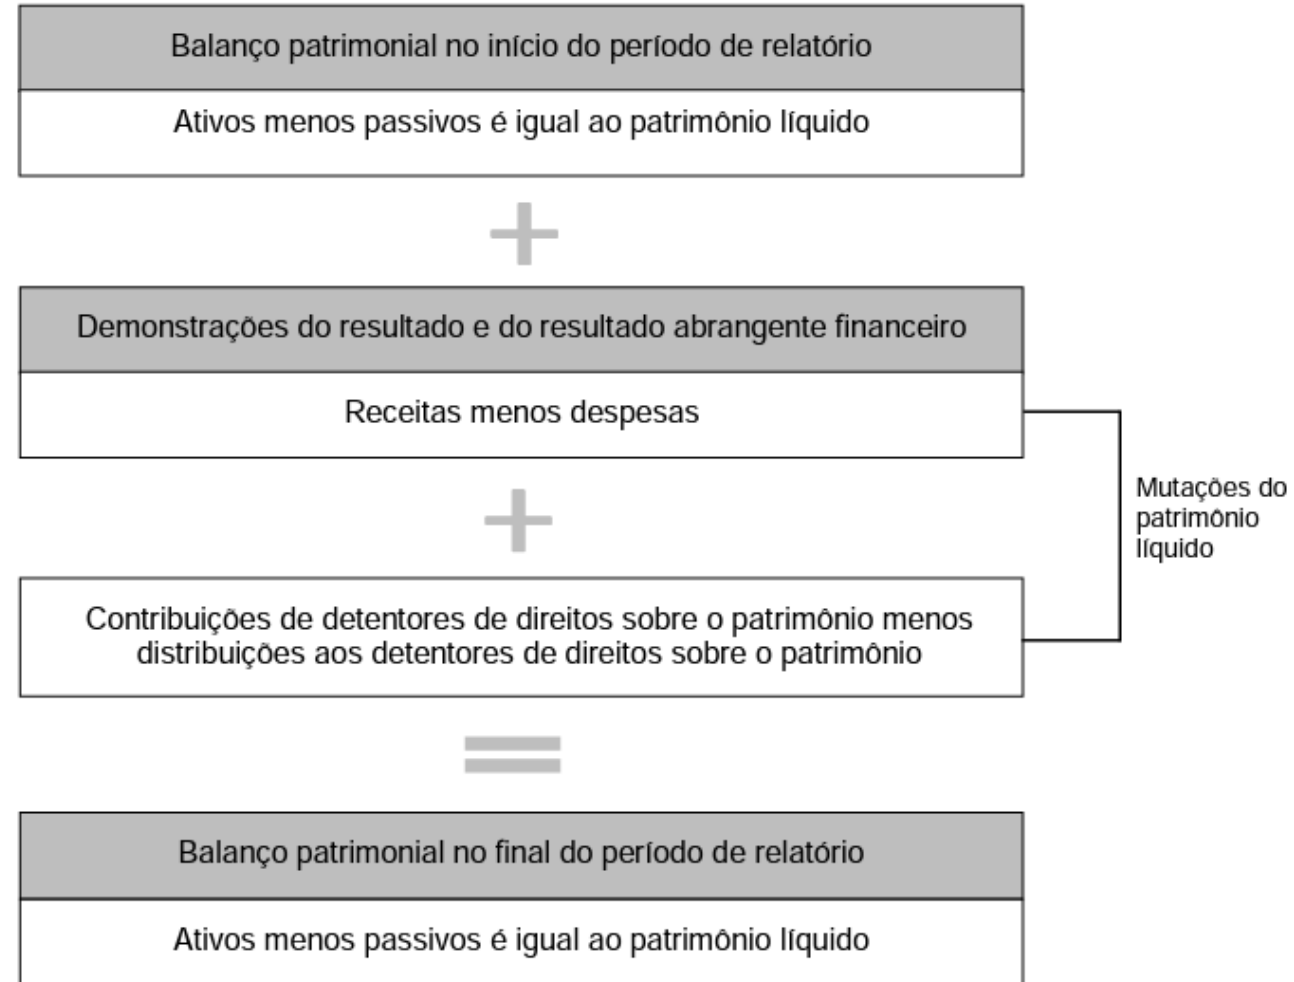 Balanço patrimonial no início do período de relatório
Ativos menos passivos é igual ao patrimônio líquido
+
Demonstrações do resultado e do resultado abrangente financeiro
Receitas menos despesas
+
Contribuições de detentores de direitos sobre o patrimônio menos
distribuições aos detentores de direitos sobre o patrimônio
Mutações do
patrimônio
líquido
=
Balanço patrimonial no final do período de relatório
Ativos menos passivos é igual ao patrimônio líquido